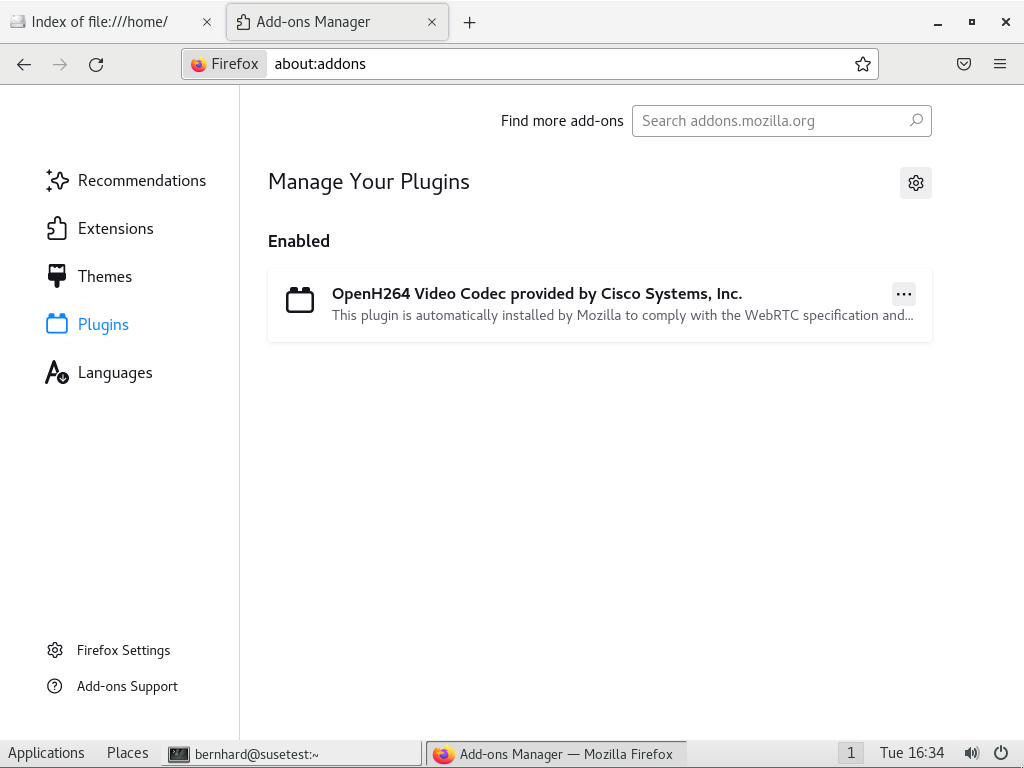 Index of file:///home/
Add-ons Manager
Firefox
about:addons
Find more add-ons
Search addons.mozilla.org
Recommendations
Extensions
Themes
Plugins
Languages
Manage Your Plugins
Enabled
OpenH264 Video Codec provided by Cisco Systems, Inc.
This plugin is automatically installed by Mozilla to comply with the WebRTC specification and...
Firefox Settings
Add-ons Support
Applications Places bernhard@susetest:~ Add-ons Manager — Mozilla Firefox 1 Tue 16:34